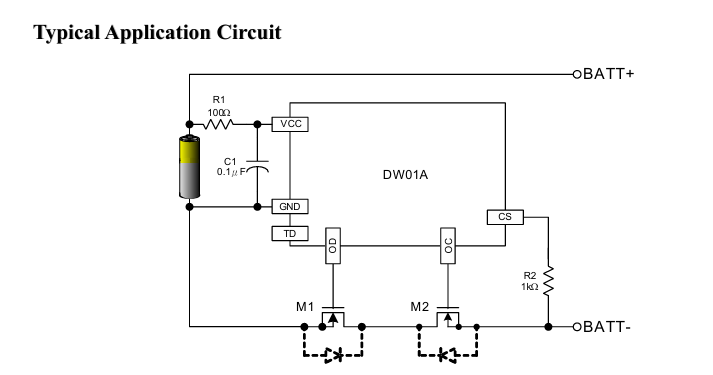 Typical Application Circuit
BATT+
R1
100Ω
VCC
C1
0.1μF
DW01A
GND
CS
TD
OD
OC
R2
1kΩ
M1
M2
BATT-